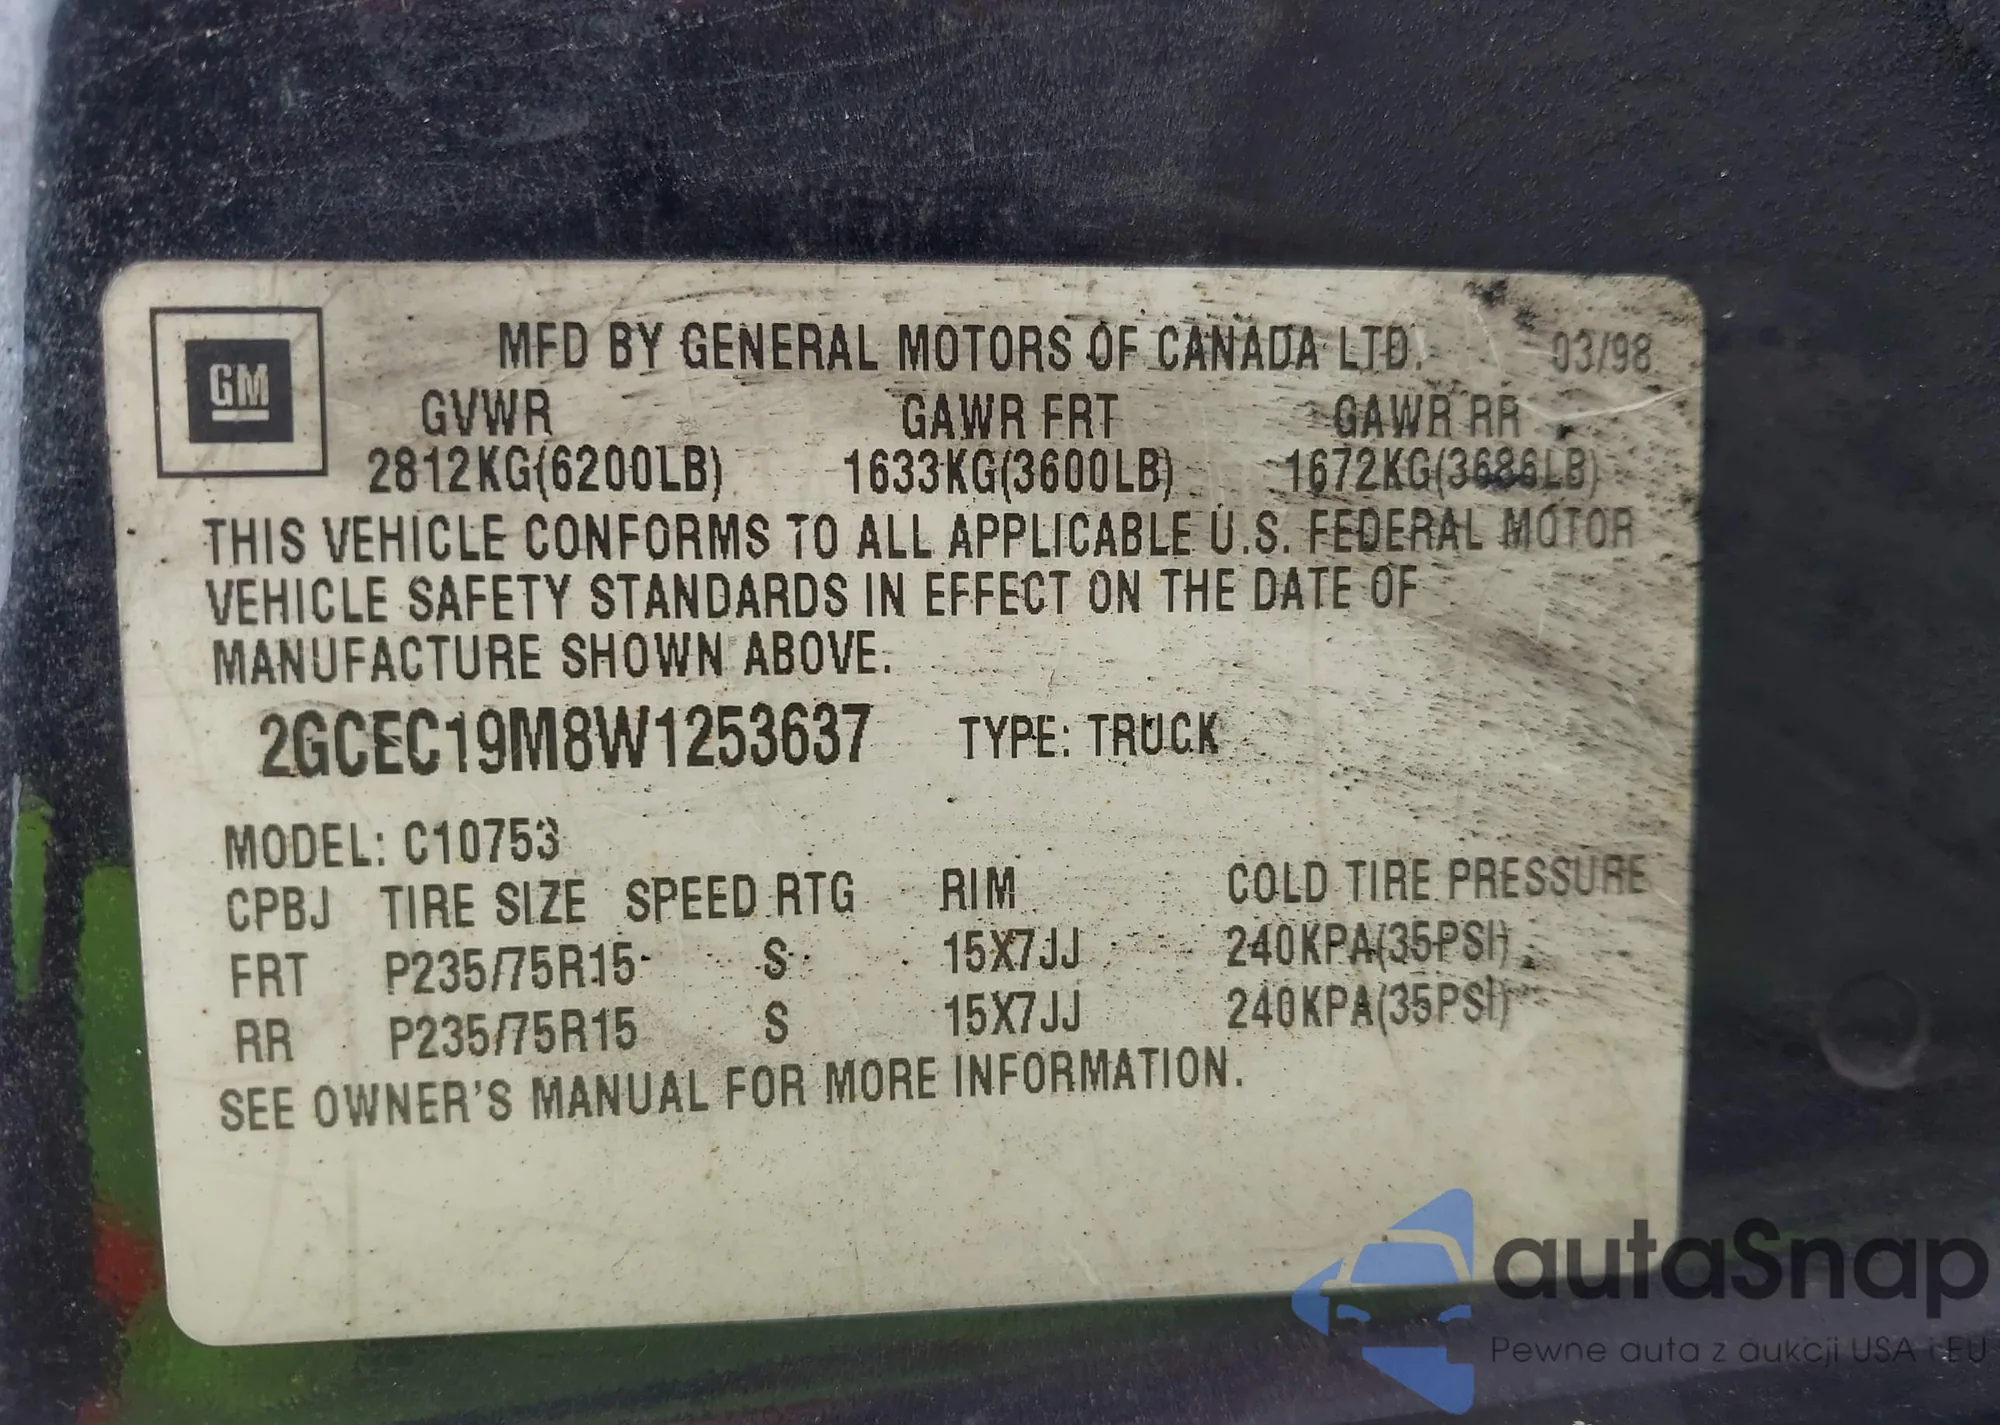 GM
MFD BY GENERAL MOTORS OF CANADA LTD. 03/98
GVWR GAWR FRT GAWR RR
2812KG(6200LB) 1633KG(3600LB) 1672KG(3686LB)
THIS VEHICLE CONFORMS TO ALL APPLICABLE U.S. FEDERAL MOTOR
VEHICLE SAFETY STANDARDS IN EFFECT ON THE DATE OF
MANUFACTURE SHOWN ABOVE.
2GCEC19M8W1253637 TYPE: TRUCK
MODEL: C10753
CPBJ TIRE SIZE SPEED RTG RIM COLD TIRE PRESSURE
FRT P235/75R15 S 15X7JJ 240KPA(35PSI)
RR P235/75R15 S 15X7JJ 240KPA(35PSI)
SEE OWNER'S MANUAL FOR MORE INFORMATION.
autaSnap
Pewne auta z aukcji USA i EU